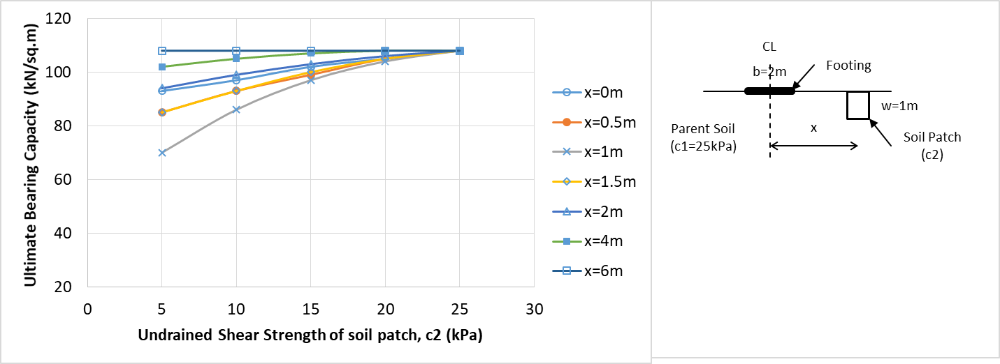 120
100
80
60
40
20
0 5 10 15 20 25 30
Ultimate Bearing Capacity (kN/sq.m)
Undrained Shear Strength of soil patch, c2 (kPa)
x=0m
x=0.5m
x=1m
x=1.5m
x=2m
x=4m
x=6m
CL
b=2m
Footing
w=1m
Parent Soil
(c1=25kPa)
x
Soil Patch
(c2)